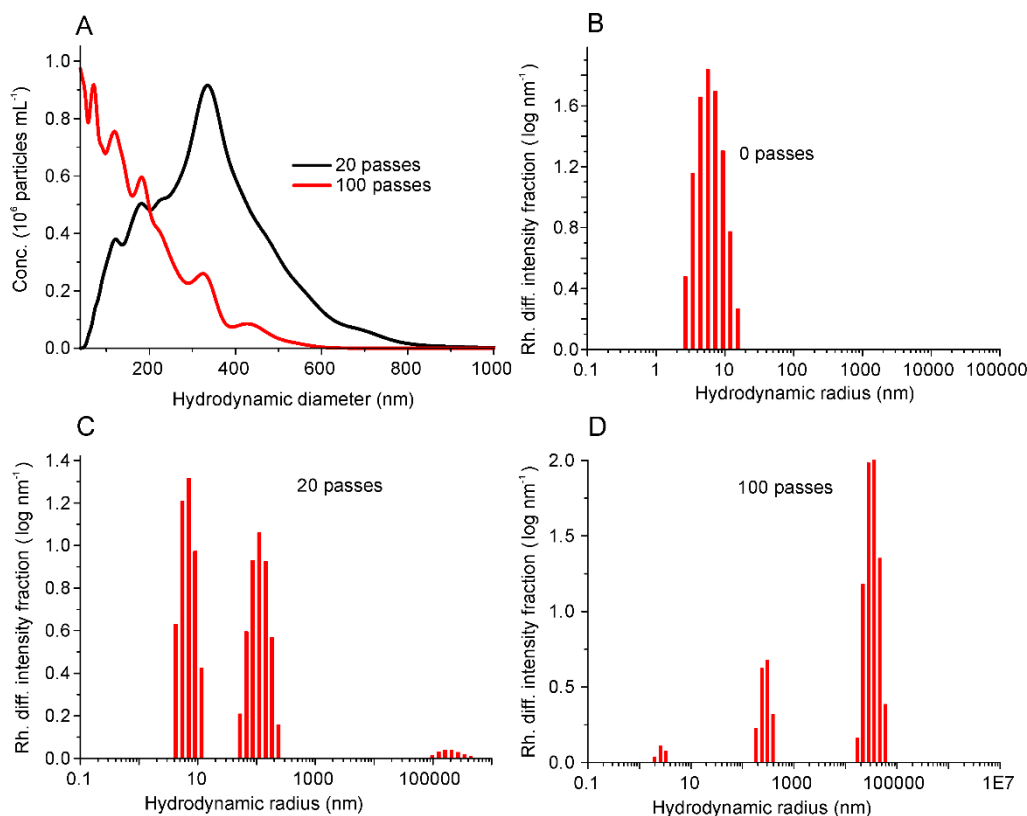 A
Conc. (10⁶ particles mL⁻¹)
1.0
0.8
0.6
0.4
0.2
0.0
20 passes
100 passes
200 400 600 800 1000
Hydrodynamic diameter (nm)
B
Rh. diff. intensity fraction ( log nm⁻¹)
1.6
1.2
0.8
0.4
0.0
0 passes
0.1 1 10 100 1000 10000 100000
Hydrodynamic radius (nm)
C
Rh. diff. intensity fraction ( log nm⁻¹)
1.4
1.2
1.0
0.8
0.6
0.4
0.2
0.0
20 passes
0.1 10 1000 100000
Hydrodynamic radius (nm)
D
Rh. diff. intensity fraction ( log nm⁻¹)
2.0
1.5
1.0
0.5
0.0
100 passes
0.1 10 1000 100000 1E7
Hydrodynamic radius (nm)